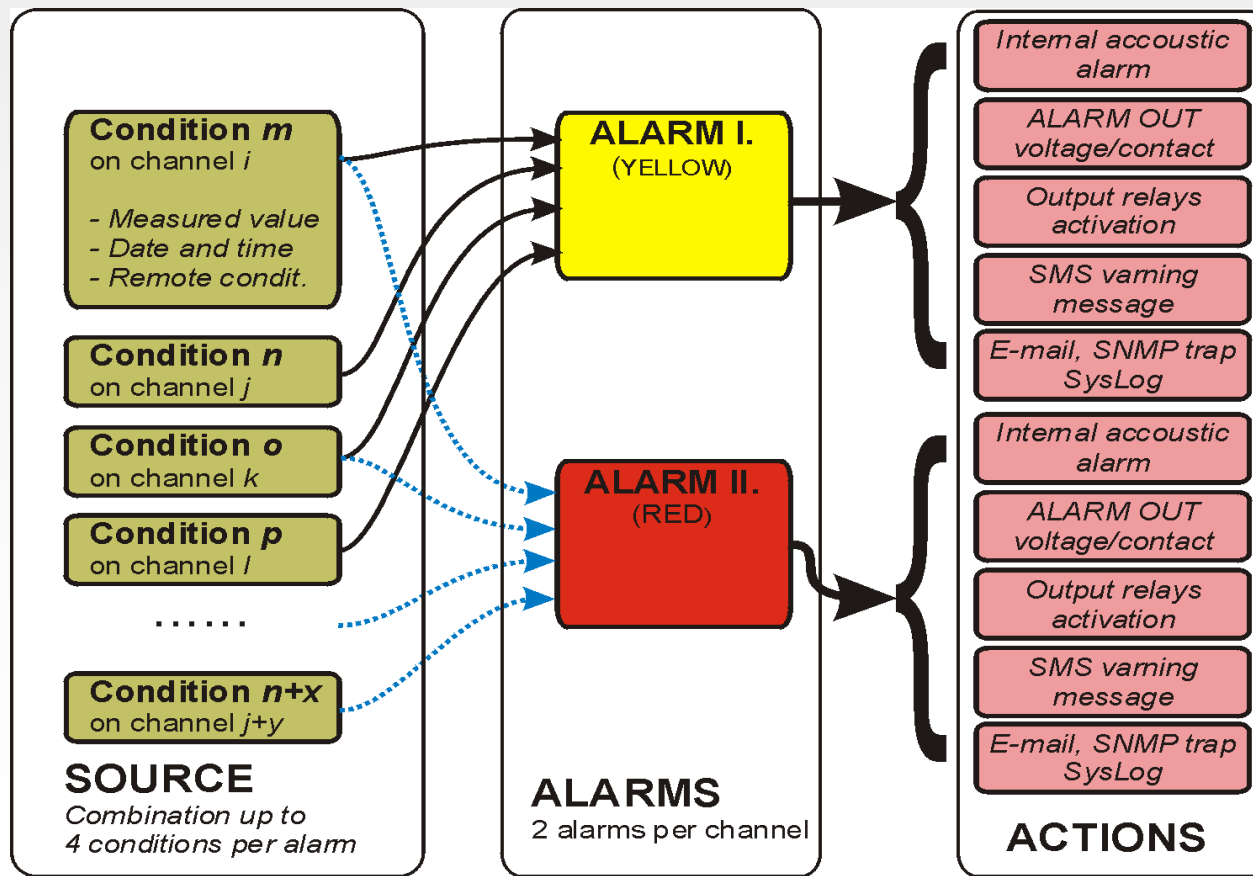 Condition m
on channel i
- Measured value
- Date and time
- Remote condit.
Condition n
on channel j
Condition o
on channel k
Condition p
on channel l
......
Condition n+x
on channel j+y
SOURCE
Combination up to
4 conditions per alarm
ALARM I.
(YELLOW)
ALARM II.
(RED)
ALARMS
2 alarms per channel
Internal accoustic
alarm
ALARM OUT
voltage/contact
Output relays
activation
SMS varning
message
E-mail, SNMP trap
SysLog
Internal accoustic
alarm
ALARM OUT
voltage/contact
Output relays
activation
SMS varning
message
E-mail, SNMP trap
SysLog
ACTIONS